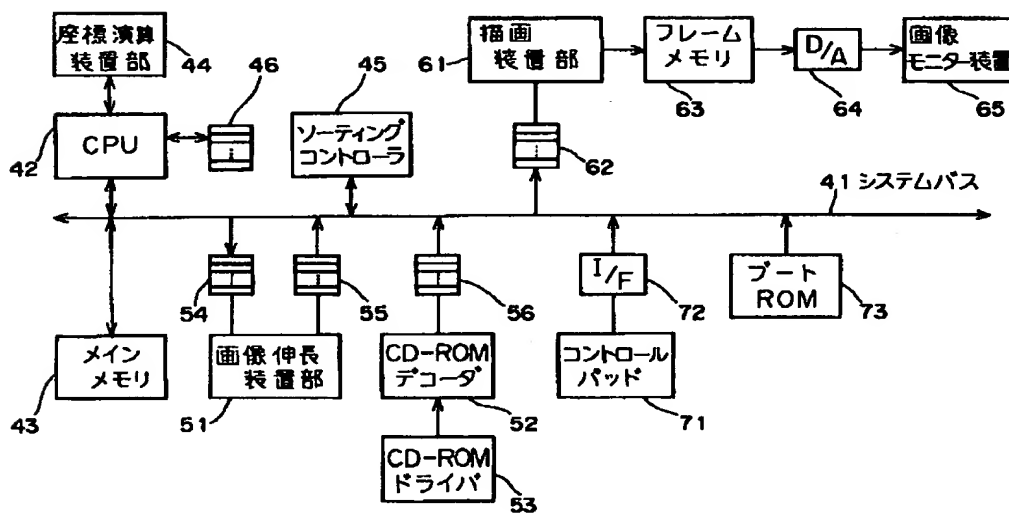 座標演算
装置部
44
46
45
61
描画
装置部
フレーム
メモリ
63
D/A
64
画像
モニター装置
65
CPU
42
ソーティング
コントローラ
62
41 システムバス
54
55
56
I/F
72
ブート
ROM
73
メイン
メモリ
43
画像伸長
装置部
51
CD-ROM
デコーダ
52
コントロール
パッド
71
CD-ROM
ドライバ
53